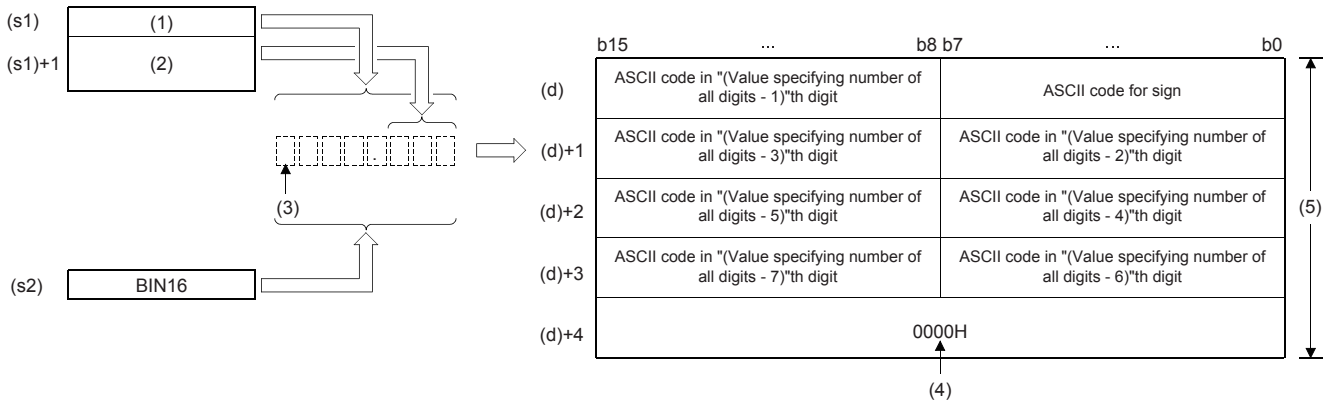 (s1)
(1)
(s1)+1
(2)
(3)
(s2)
BIN16
b15
...
b8
b7
...
b0
(d)
ASCII code in "(Value specifying number of
all digits - 1)"th digit
ASCII code for sign
(d)+1
ASCII code in "(Value specifying number of
all digits - 3)"th digit
ASCII code in "(Value specifying number of
all digits - 2)"th digit
(d)+2
ASCII code in "(Value specifying number of
all digits - 5)"th digit
ASCII code in "(Value specifying number of
all digits - 4)"th digit
(d)+3
ASCII code in "(Value specifying number of
all digits - 7)"th digit
ASCII code in "(Value specifying number of
all digits - 6)"th digit
(d)+4
0000H
(4)
(5)